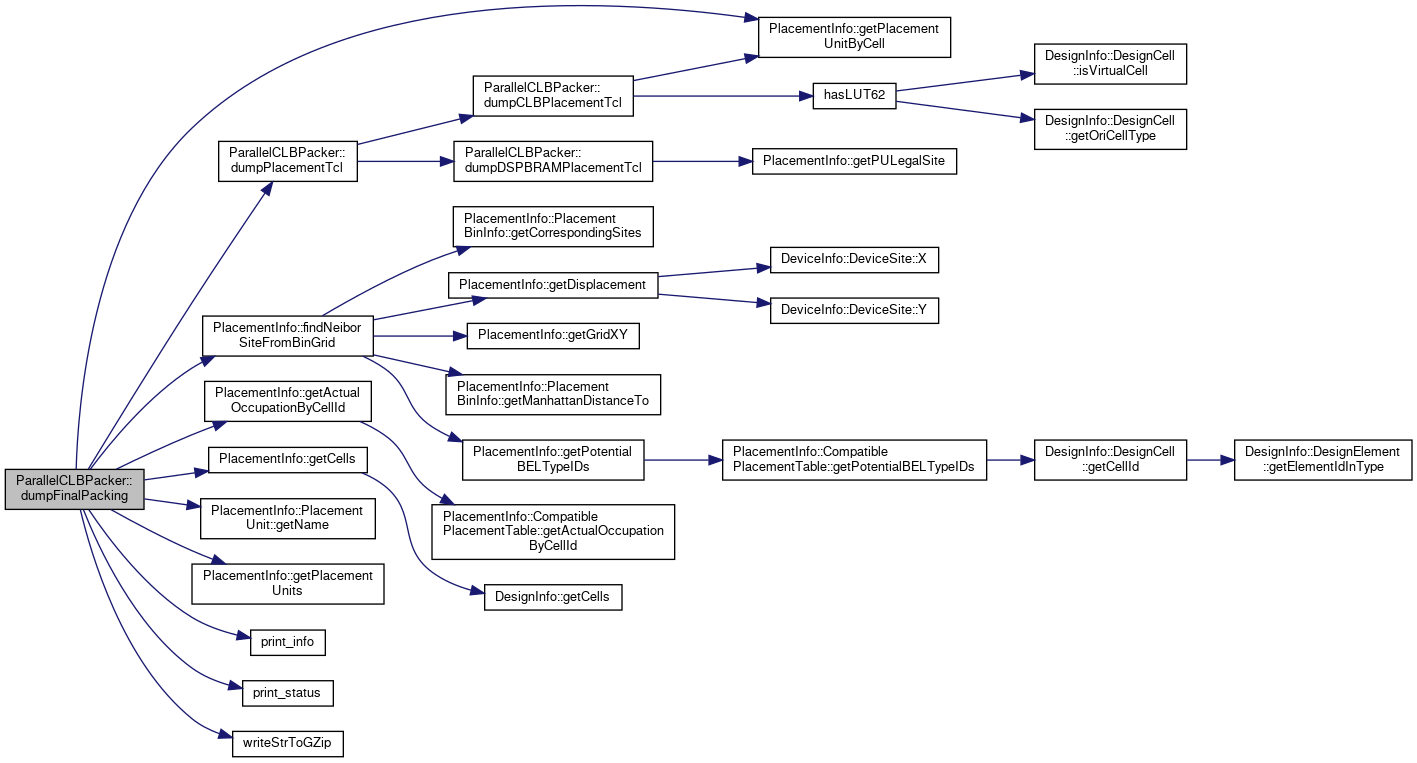 PlacementInfo::getPlacement
UnitByCell
DesignInfo::DesignCell
::isVirtualCell
ParallelCLBPacker::
dumpCLBPlacementTcl
hasLUT62
DesignInfo::DesignCell
::getOriCellType
ParallelCLBPacker::
dumpPlacementTcl
ParallelCLBPacker::
dumpDSPBRAMPlacementTcl
PlacementInfo::getPULegalSite
PlacementInfo::Placement
BinInfo::getCorrespondingSites
DeviceInfo::DeviceSite::X
PlacementInfo::getDisplacement
DeviceInfo::DeviceSite::Y
PlacementInfo::findNeibor
SiteFromBinGrid
PlacementInfo::getGridXY
PlacementInfo::Placement
BinInfo::getManhattanDistanceTo
PlacementInfo::getActual
OccupationByCellId
PlacementInfo::getCells
PlacementInfo::getPotential
BELTypeIDs
PlacementInfo::Compatible
PlacementTable::getPotentialBELTypeIDs
DesignInfo::DesignCell
::getCellId
DesignInfo::DesignElement
::getElementIdInType
ParallelCLBPacker::
dumpFinalPacking
PlacementInfo::Placement
Unit::getName
PlacementInfo::Compatible
PlacementTable::getActualOccupation
ByCellId
PlacementInfo::getPlacement
Units
DesignInfo::getCells
print_info
print_status
writeStrToGZip